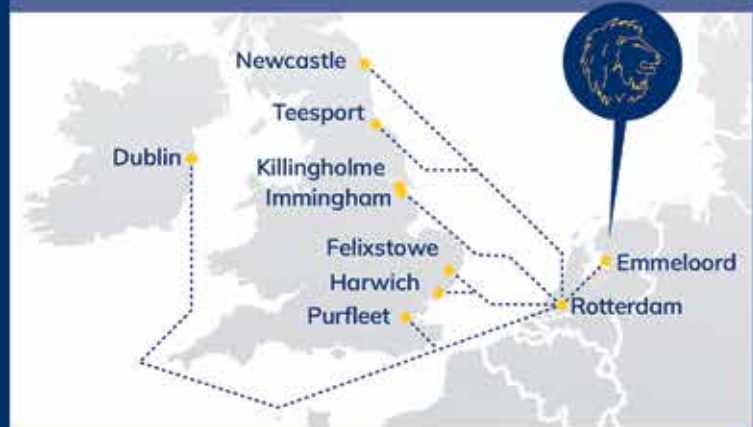 Newcastle
Teesport
Dublin
Killingholme
Immingham
Felixstowe
Harwich
Purfleet
Emmeloord
Rotterdam